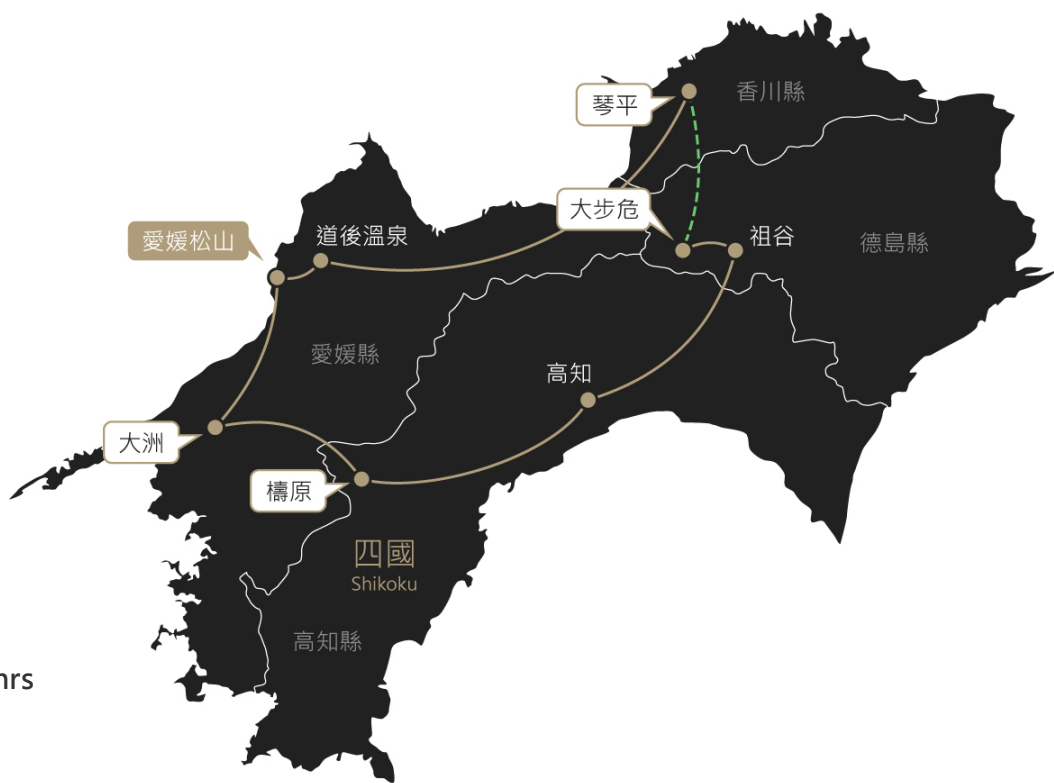 香川縣
琴平
大步危
祖谷
德島縣
道後溫泉
愛媛松山
愛媛縣
高知
大洲
檮原
四國
Shikoku
高知縣
hrs